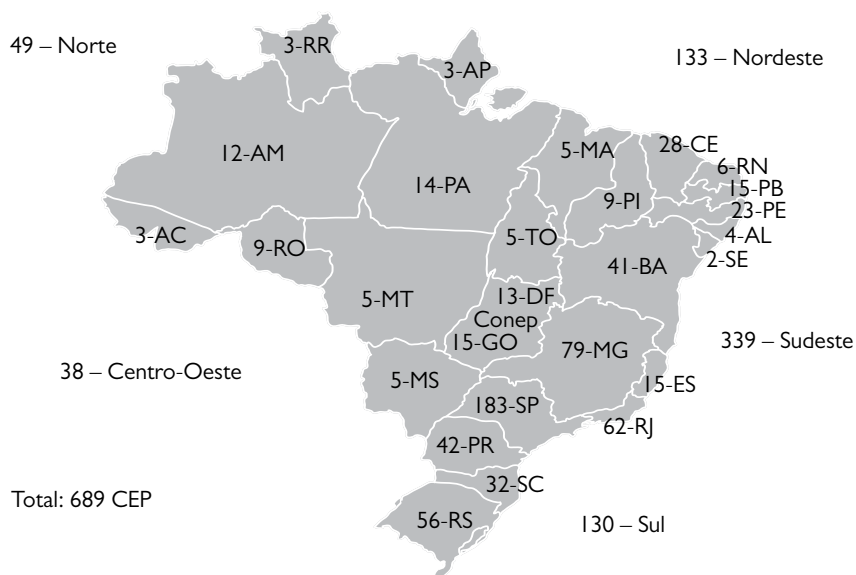 49 – Norte
3-RR
3-AP
133 – Nordeste
12-AM
14-PA
5-MA
28-CE
6-RN
15-PB
9-PI
23-PE
3-AC
9-RO
5-TO
4-AL
41-BA
2-SE
5-MT
13-DF
Conep
15-GO
79-MG
339 – Sudeste
38 – Centro-Oeste
5-MS
15-ES
183-SP
62-RJ
42-PR
32-SC
Total: 689 CEP
56-RS
130 – Sul